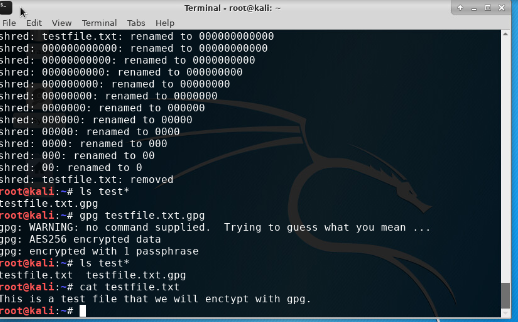 Terminal - root@kali: ~
File Edit View Terminal Tabs Help
shred: testfile.txt: renamed to 000000000000
shred: 000000000000: renamed to 00000000000
shred: 00000000000: renamed to 0000000000
shred: 0000000000: renamed to 000000000
shred: 000000000: renamed to 00000000
shred: 00000000: renamed to 0000000
shred: 0000000: renamed to 000000
shred: 000000: renamed to 00000
shred: 00000: renamed to 0000
shred: 0000: renamed to 000
shred: 000: renamed to 00
shred: 00: renamed to 0
shred: testfile.txt: removed
root@kali:~# ls test*
testfile.txt.gpg
root@kali:~# gpg testfile.txt.gpg
gpg: WARNING: no command supplied.  Trying to guess what you mean ...
gpg: AES256 encrypted data
gpg: encrypted with 1 passphrase
root@kali:~# ls test*
testfile.txt  testfile.txt.gpg
root@kali:~# cat testfile.txt
This is a test file that we will enctypt with gpg.
root@kali:~#